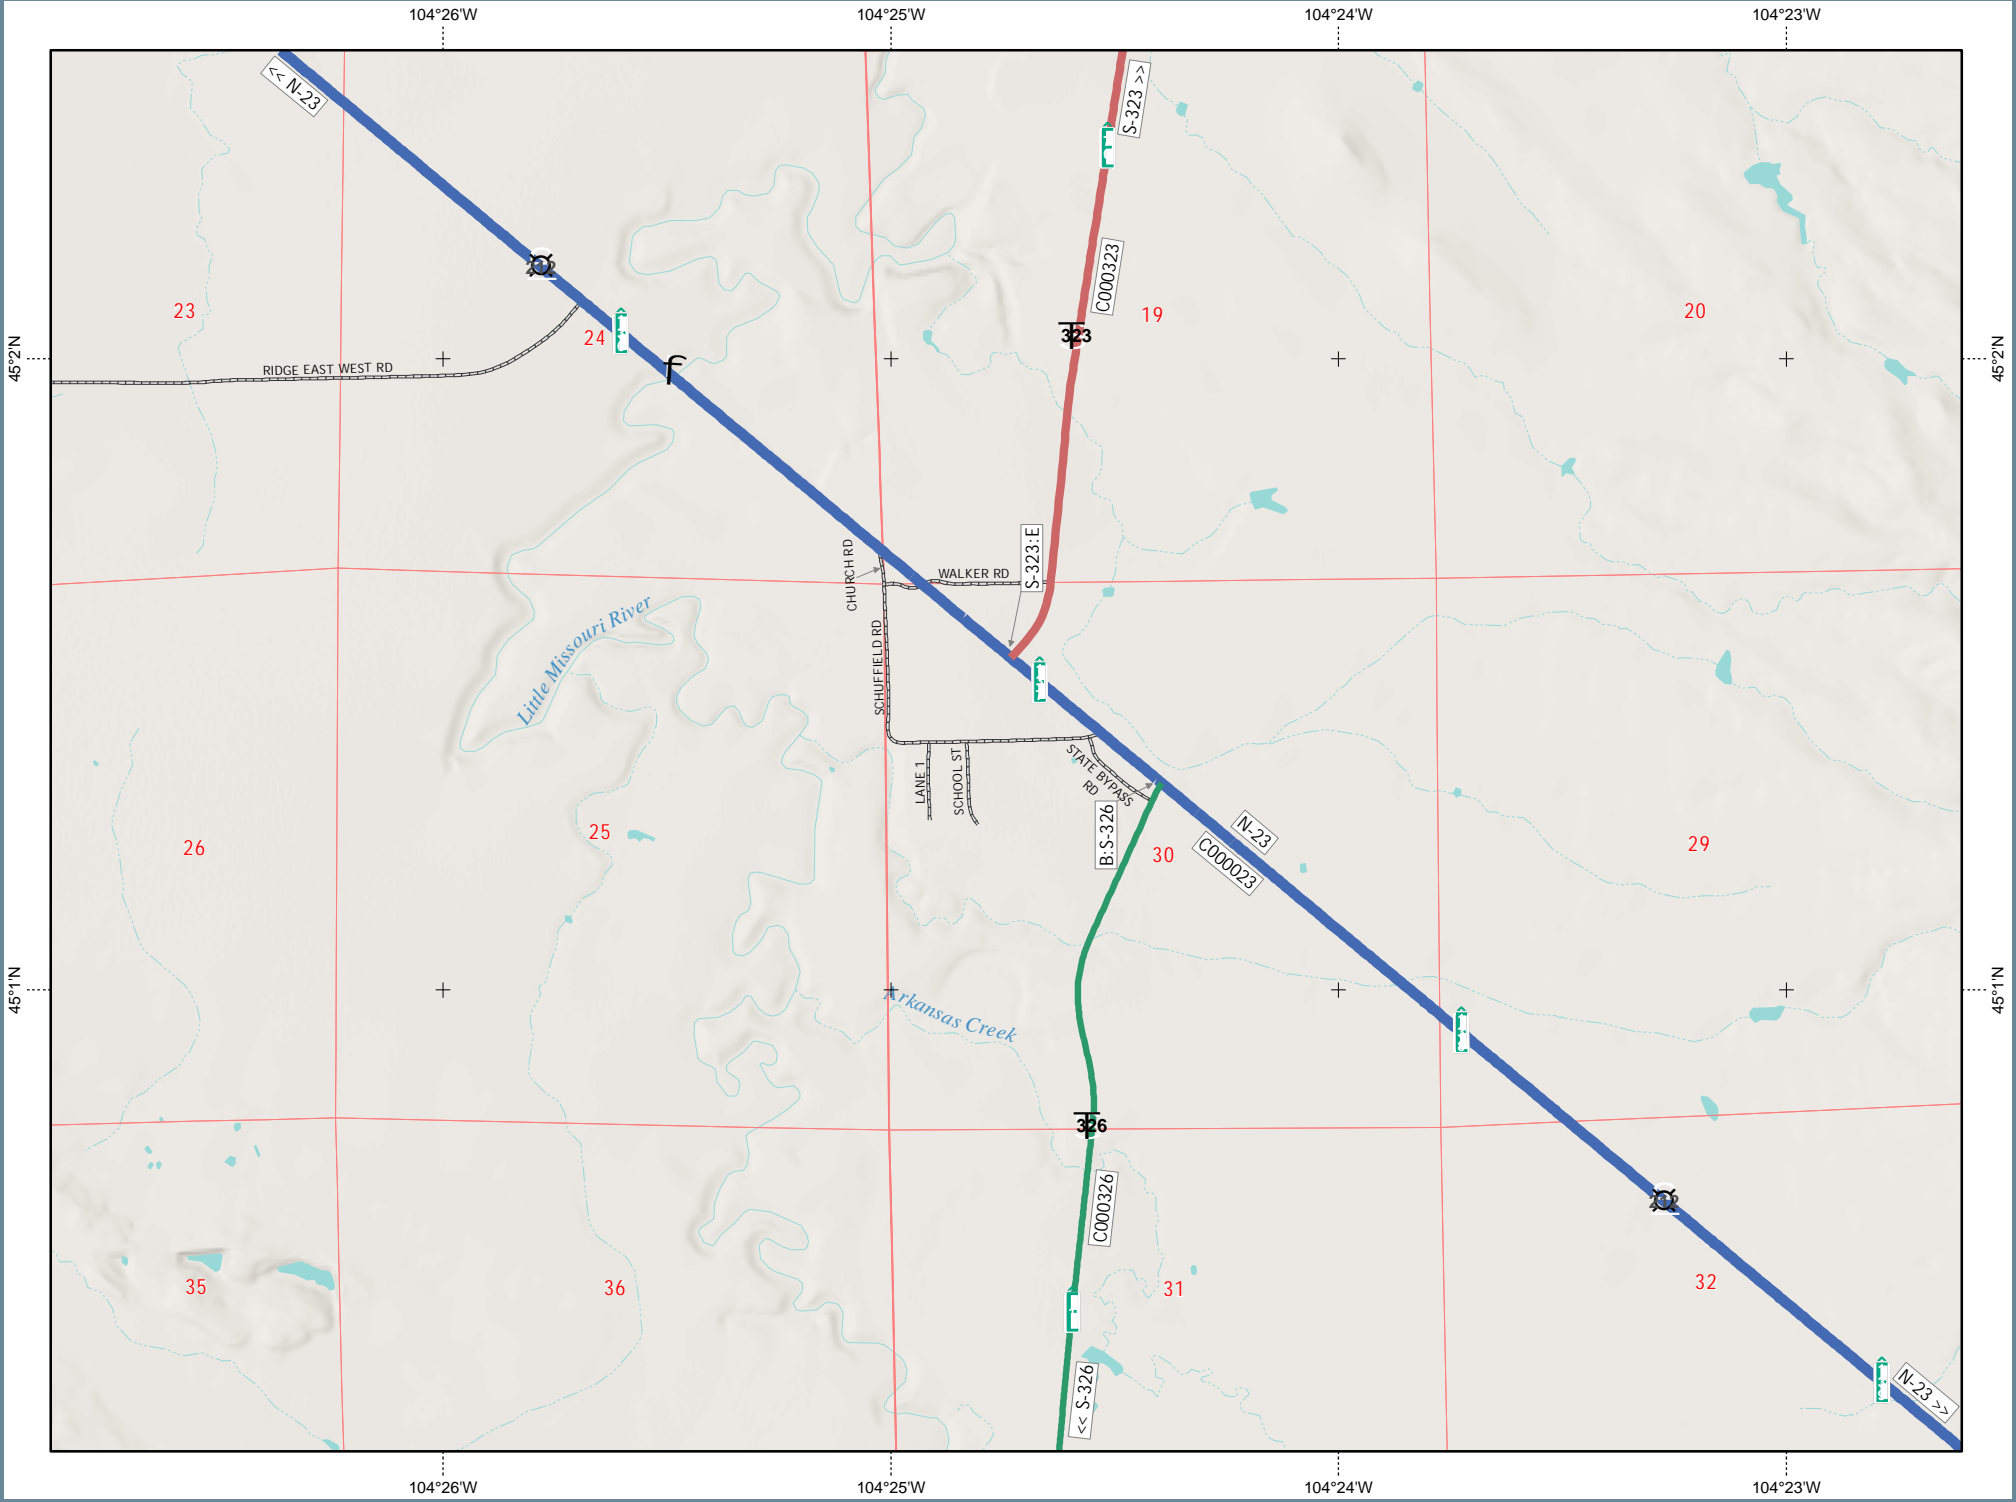 104°26'W
104°25'W
104°24'W
104°23'W
<< N-23
S-323 >>
C000323
23
24
19
20
323
45°2'N
45°2'N
RIDGE EAST WEST RD
S-323:E
CHURCH RD
WALKER RD
Little Missouri River
SCHUFFIELD RD
LANE 1
SCHOOL ST
STATE BYPASS
RD
B:S-326
N-23
C000023
26
25
30
29
45°1'N
45°1'N
Arkansas Creek
326
C000326
35
36
31
32
<< S-326
N-23 >>
104°26'W
104°25'W
104°24'W
104°23'W